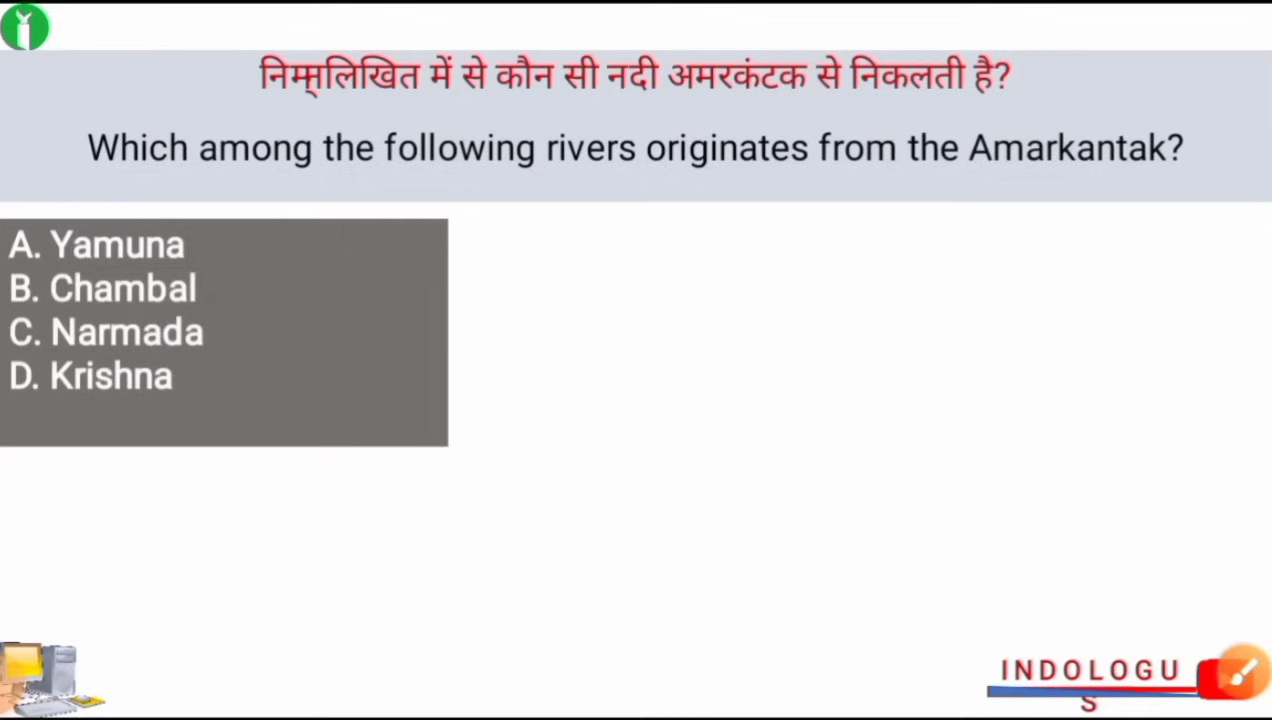 निम्नलिखित में से कौन सी नदी अमरकंटक से निकलती है?
Which among the following rivers originates from the Amarkantak?
A. Yamuna
B. Chambal
C. Narmada
D. Krishna
INDOLOGU
S